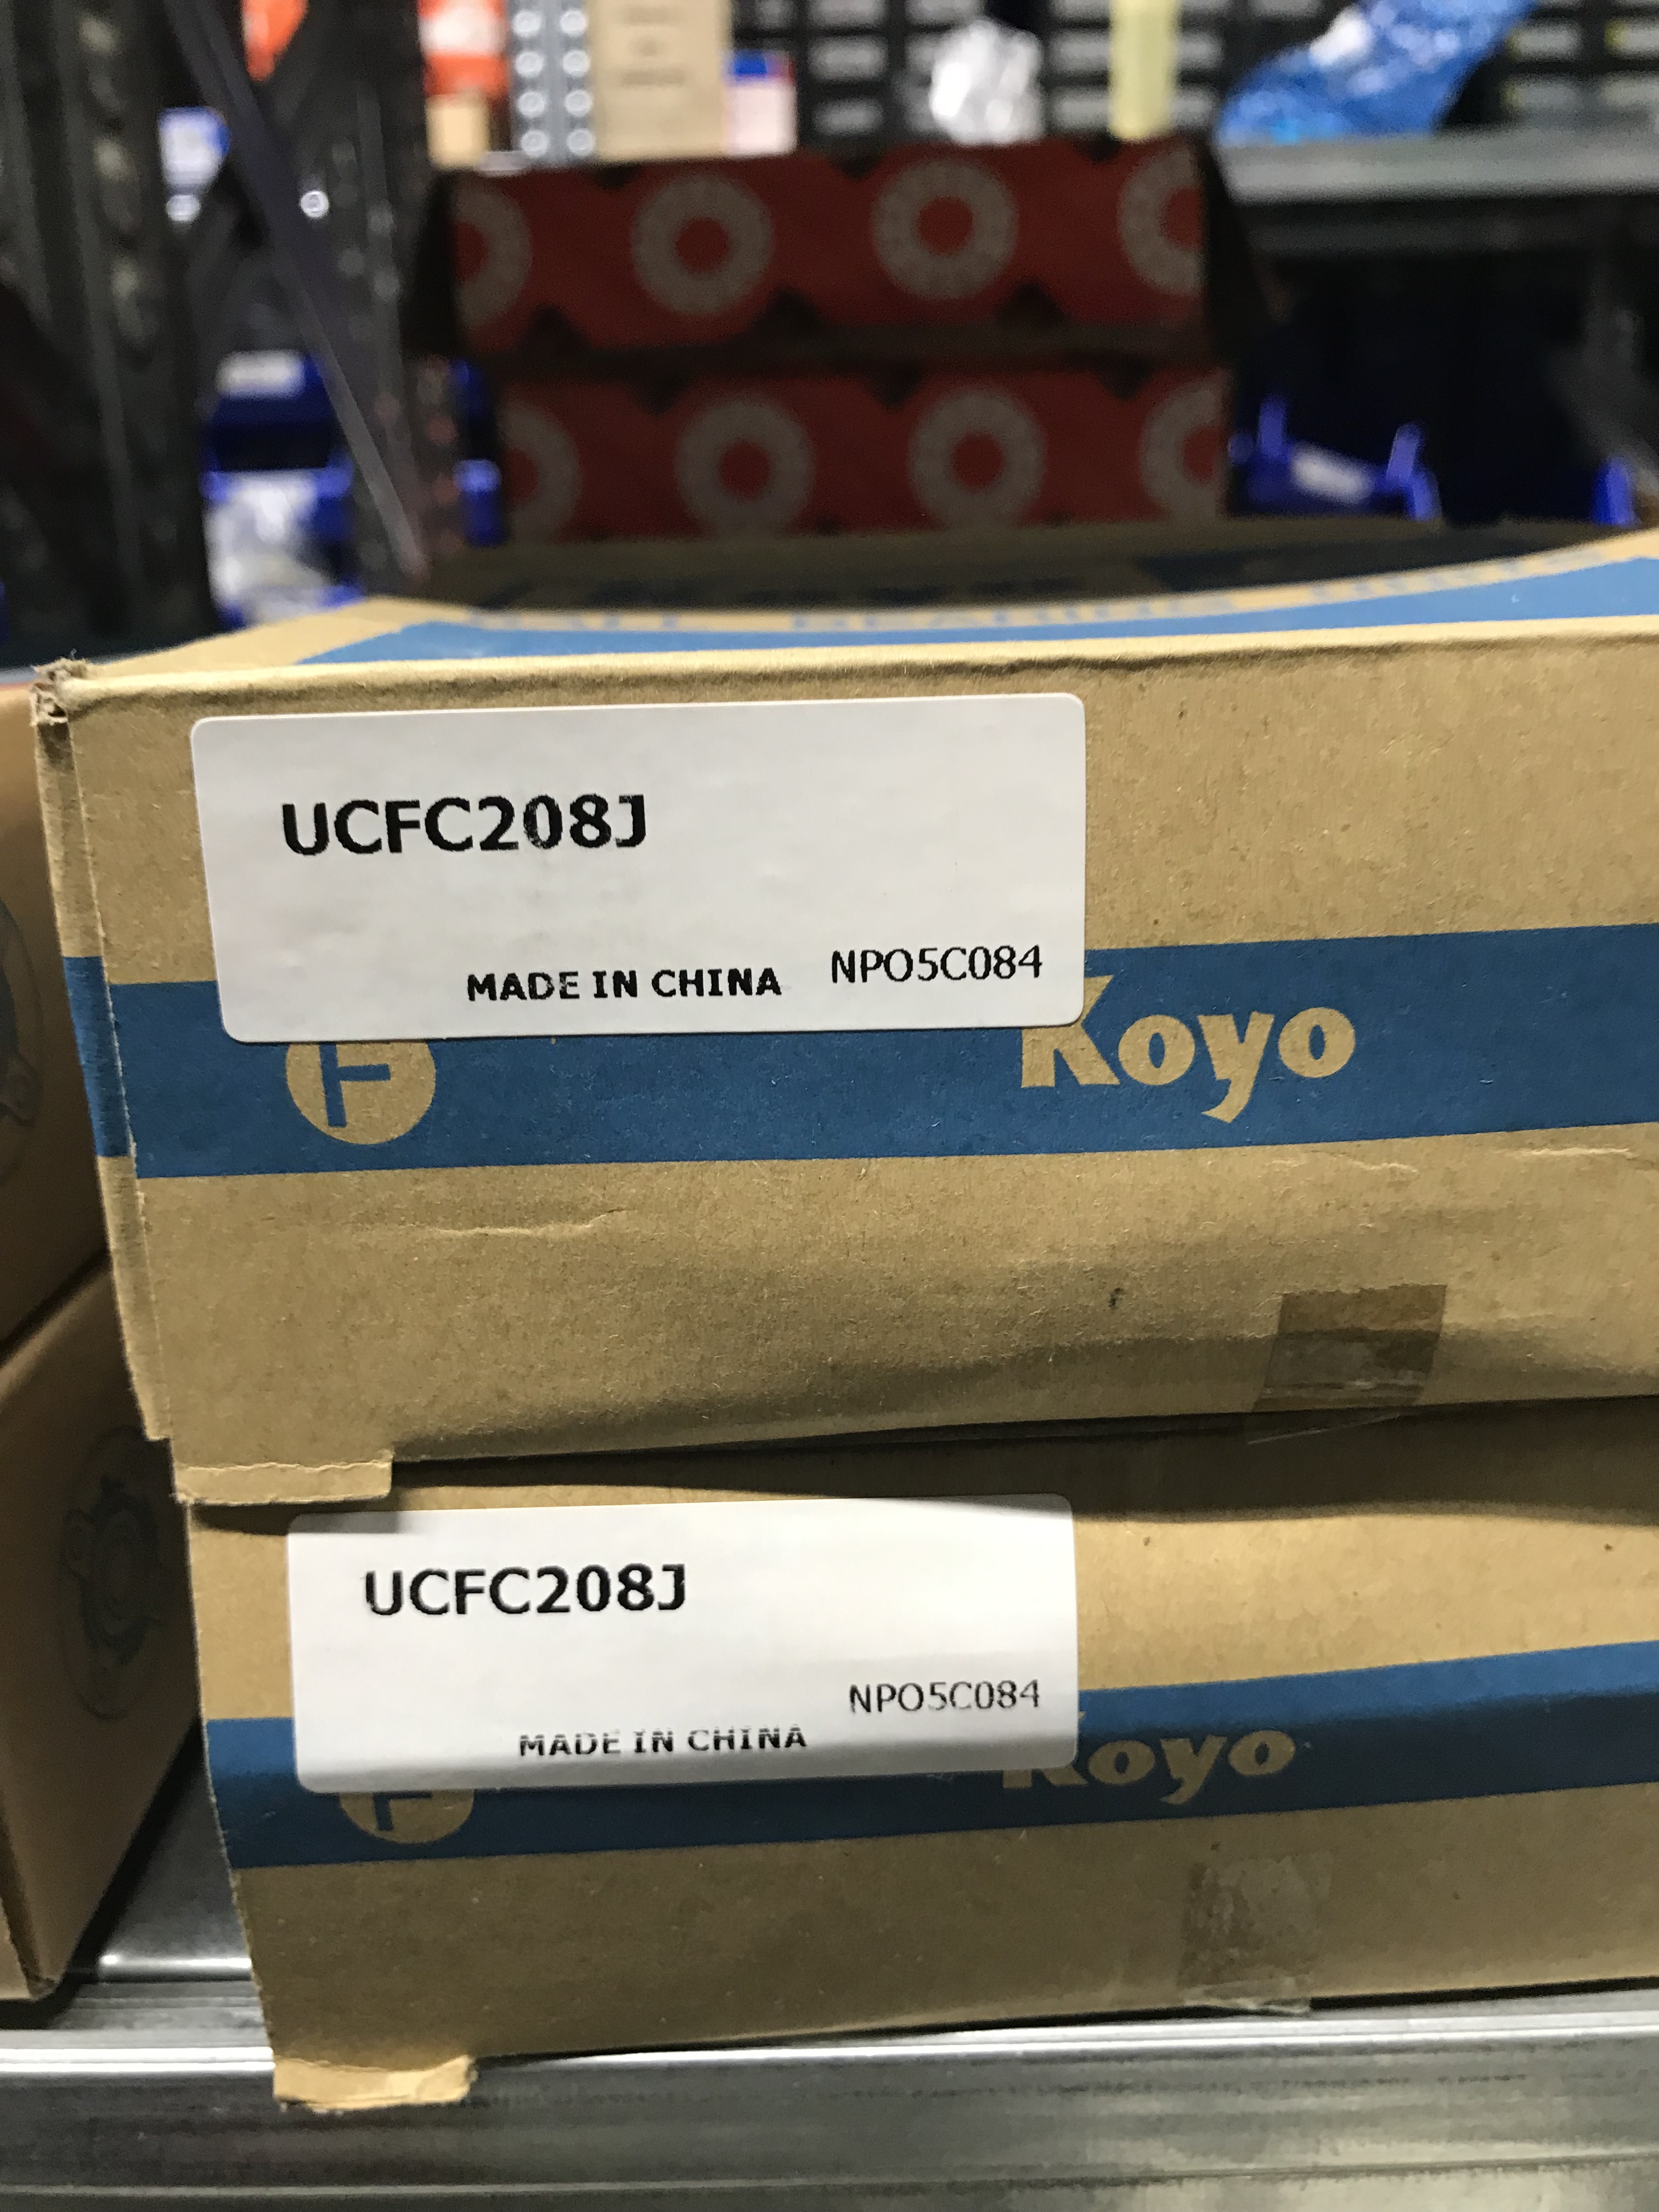 UCFC208J
MADE IN CHINA NPO5C084
Koyo
UCFC208J
NPO5C084
MADE IN CHINA
Koyo